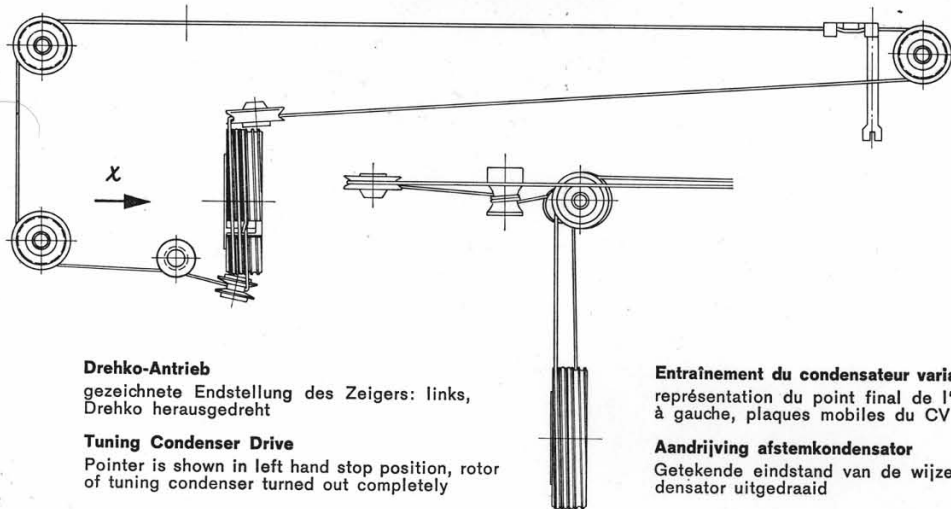 x
Drehko-Antrieb
gezeichnete Endstellung des Zeigers: links,
Drehko herausgedreht
Tuning Condenser Drive
Pointer is shown in left hand stop position, rotor
of tuning condenser turned out completely
Entraînement du condensateur
représentation du point final de
à gauche, plaques mobiles du CV
Aandrijving afstemkondensator
Getekende eindstand van de
densator uitgedraaid